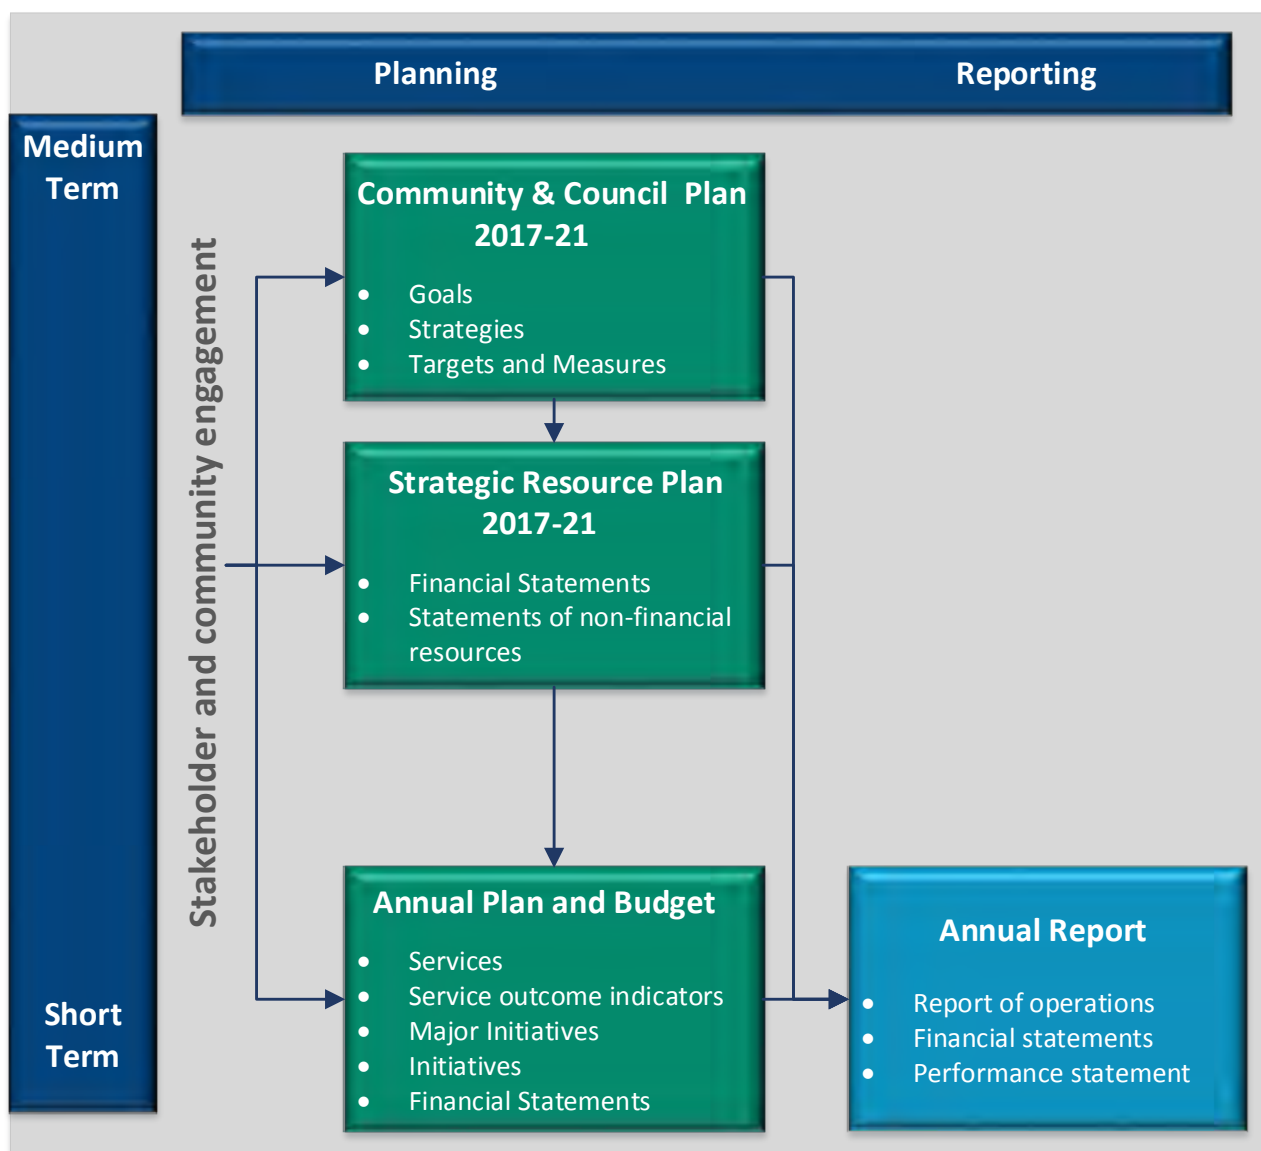 Planning
Reporting
Medium
Term
Short
Term
Stakeholder and community engagement
Community & Council Plan
2017-21
• Goals
• Strategies
• Targets and Measures
Strategic Resource Plan
2017-21
• Financial Statements
• Statements of non-financial
resources
Annual Plan and Budget
• Services
• Service outcome indicators
• Major Initiatives
• Initiatives
• Financial Statements
Annual Report
• Report of operations
• Financial statements
• Performance statement